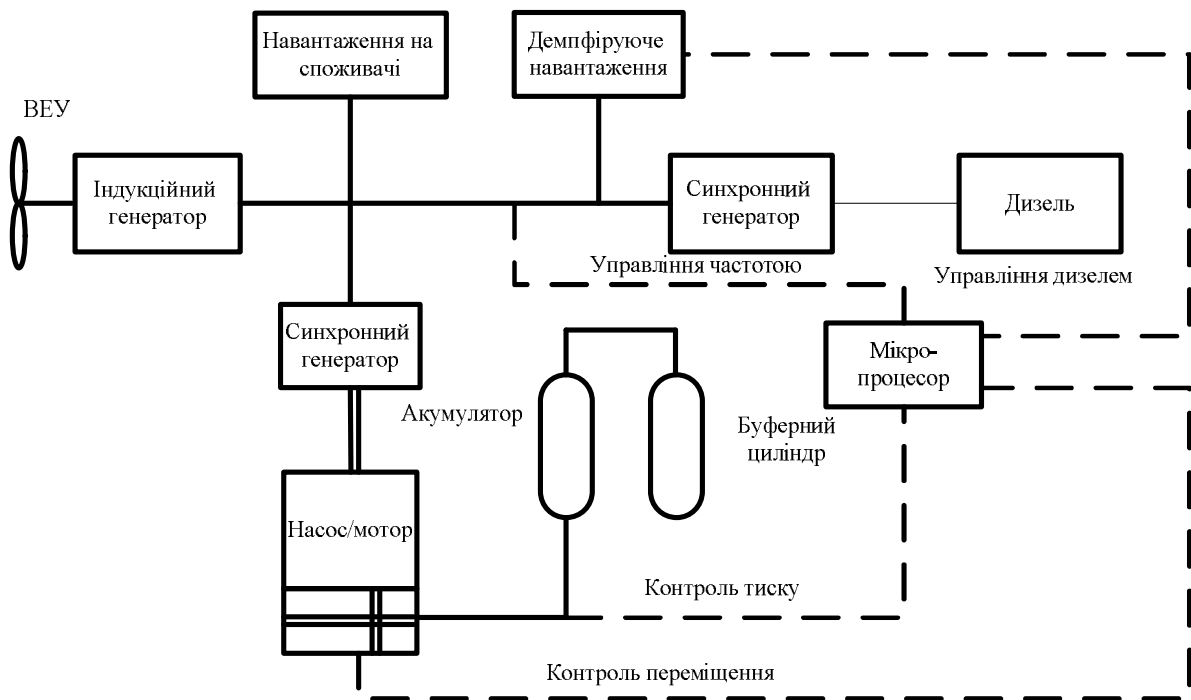 Навантаження на
споживачі
Демпфіруюче
навантаження
ВЕУ
Індукційний
генератор
Синхронний
генератор
Дизель
Управління частотою
Управління дизелем
Синхронний
генератор
Мікро-
процесор
Акумулятор
Буферний
циліндр
Насос/мотор
Контроль тиску
Контроль переміщення